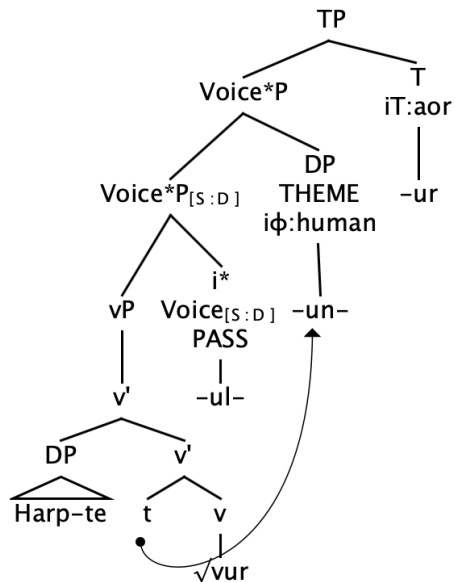 TP
T
iT:aor
-ur
Voice*P
DP
THEME
iϕ:human
-un-
Voice*P[S:D]
i*
Voice[S:D]
PASS
-ul-
vP
v'
DP
v'
Harp-te
t
v
√vur